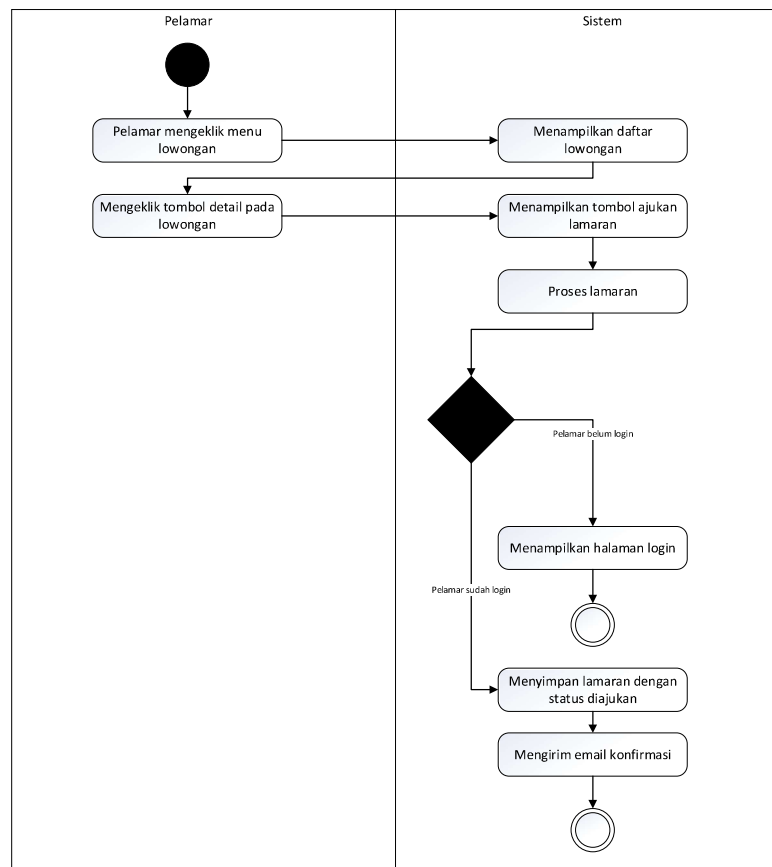 Pelamar
Sistem
Pelamar mengeklik menu
lowongan
Menampilkan daftar
lowongan
Mengeklik tombol detail pada
lowongan
Menampilkan tombol ajukan
lamaran
Proses lamaran
Pelamar belum login
Menampilkan halaman login
Pelamar sudah login
Menyimpan lamaran dengan
status diajukan
Mengirim email konfirmasi